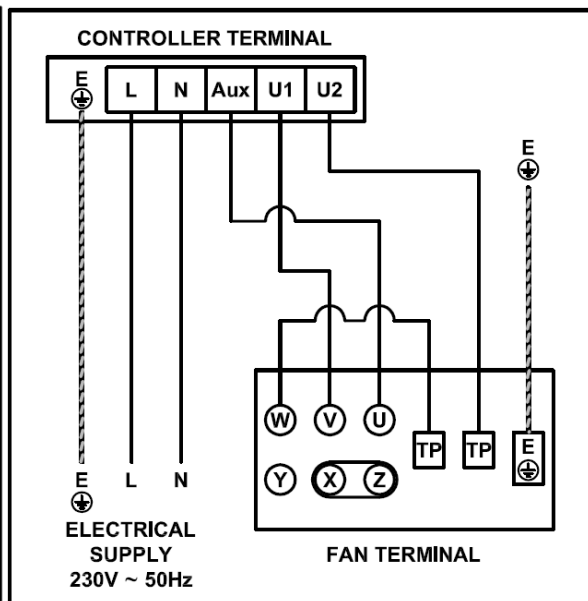 CONTROLLER TERMINAL
E L N Aux U1 U2
E
W V U
TP TP E
Y X Z
E L N
ELECTRICAL
SUPPLY
230V ~ 50Hz
FAN TERMINAL